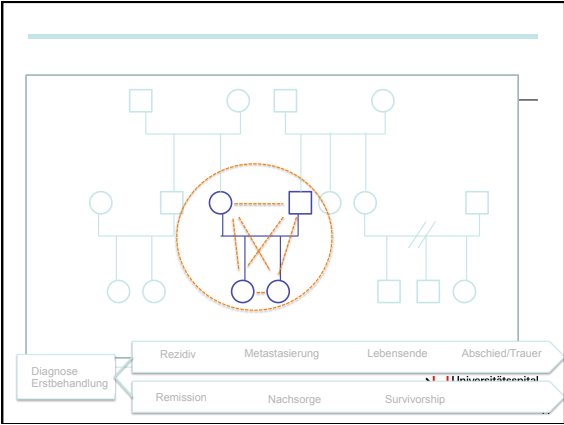 Rezidiv Metastasierung Lebensende Abschied/Trauer
Diagnose
Erstbehandlung
Universitätsspital
Remission Nachsorge Survivorship